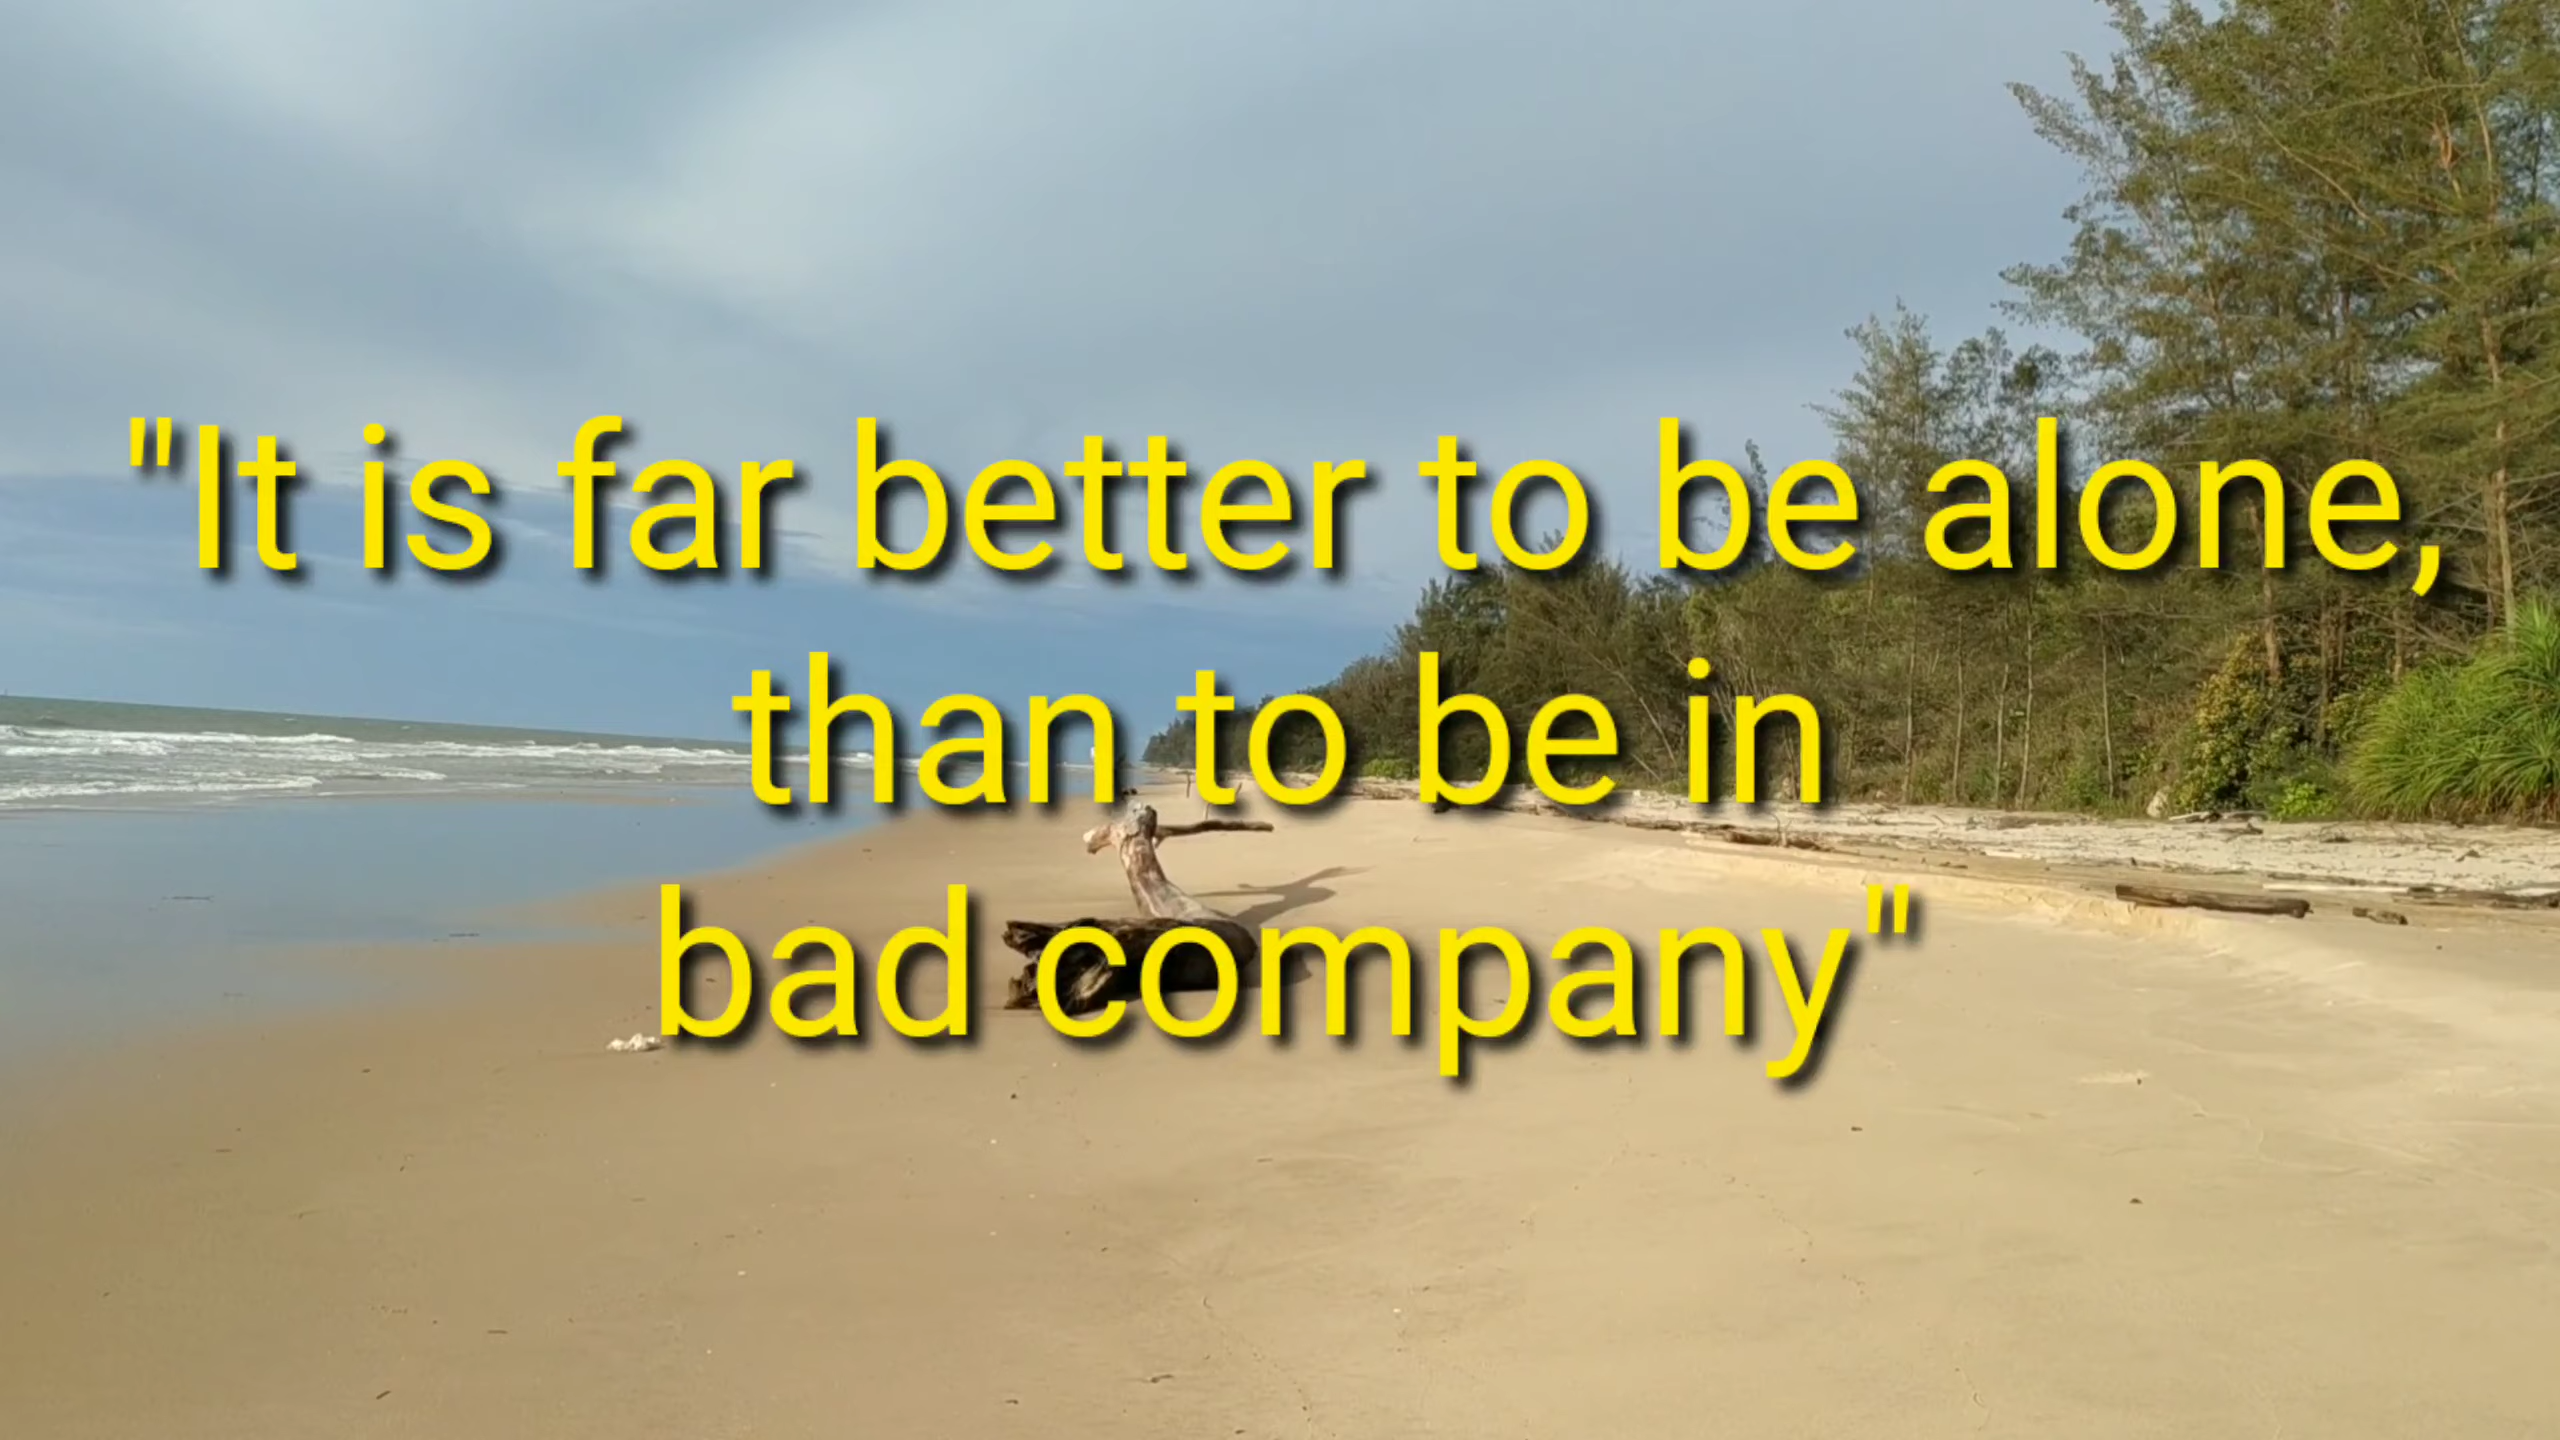 "It is far better to be alone,
than to be in
bad company"